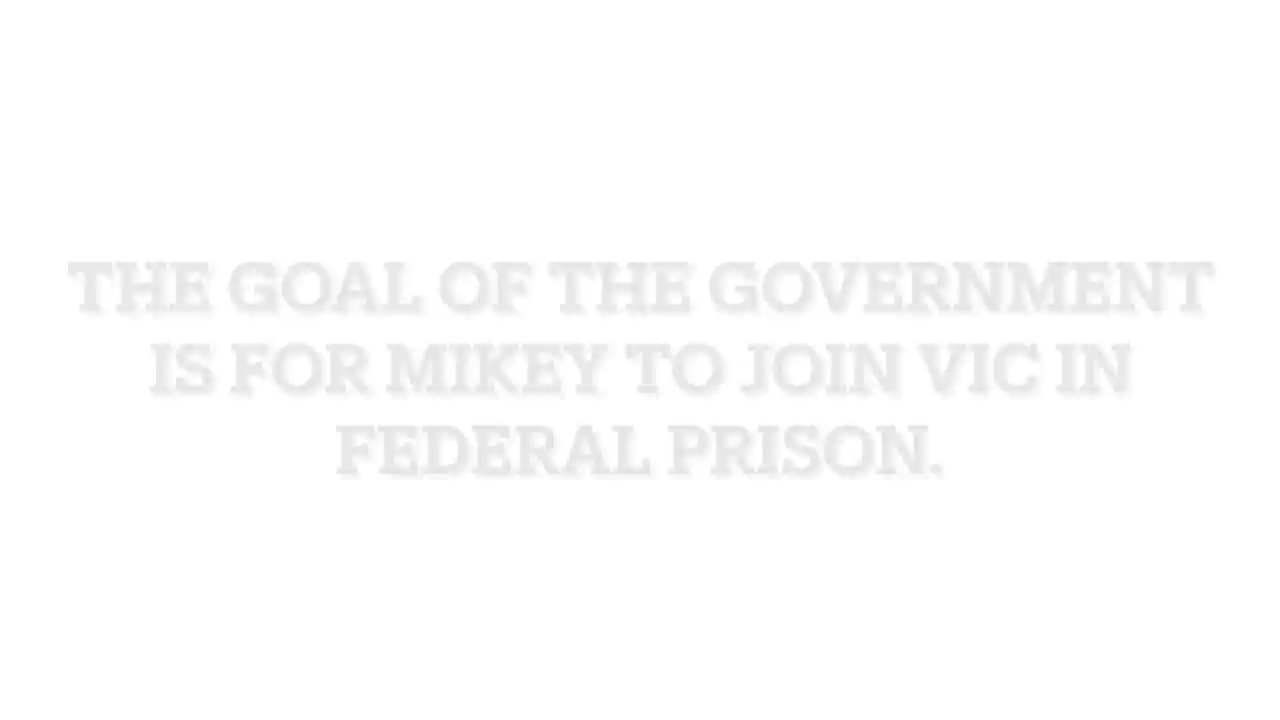 THE GOAL OF THE GOVERNMENT
IS FOR MIKEY TO JOIN VIC IN
FEDERAL PRISON.